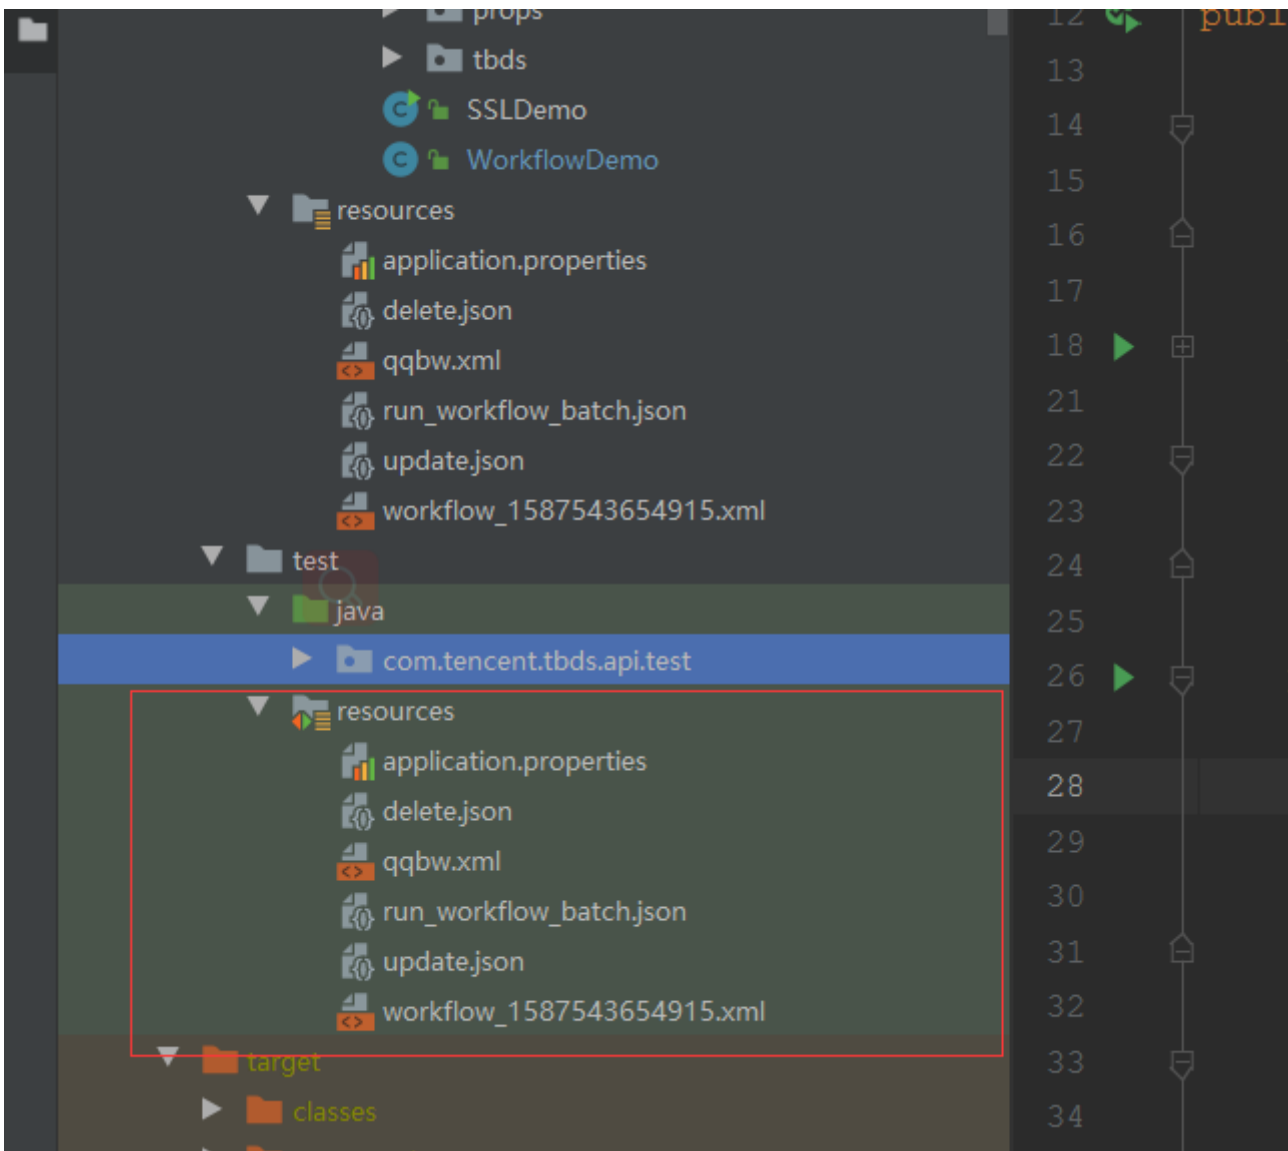 props
tbds
SSLDemo
WorkflowDemo
resources
application.properties
delete.json
qqbw.xml
run_workflow_batch.json
update.json
workflow_1587543654915.xml
test
java
com.tencent.tbds.api.test
resources
application.properties
delete.json
qqbw.xml
run_workflow_batch.json
update.json
workflow_1587543654915.xml
target
classes
12 publ
13
14
15
16
17
18
21
22
23
24
25
26
27
28
29
30
31
32
33
34